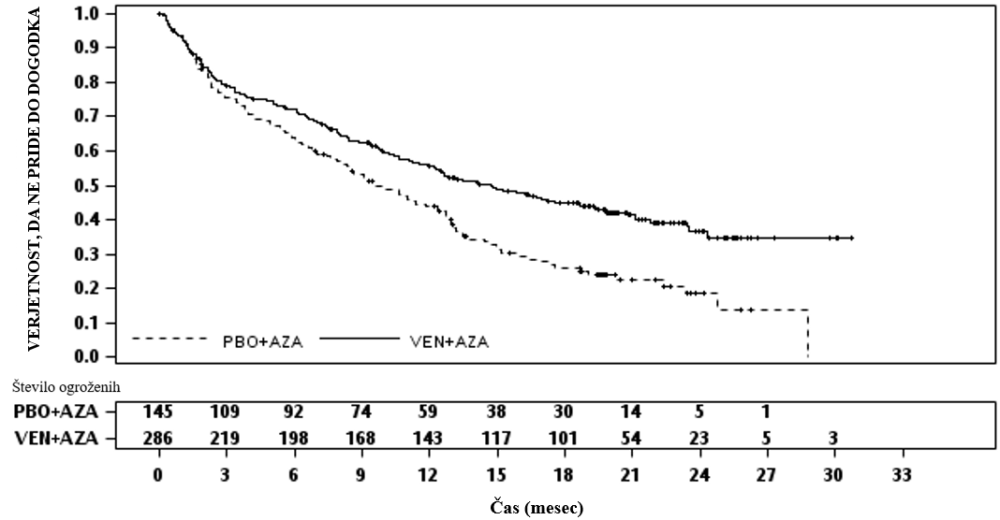 VERJETNOST, DA NE PRIDE DO DOGODKA
1.0
0.9
0.8
0.7
0.6
0.5
0.4
0.3
0.2
0.1
0.0
PBO+AZA VEN+AZA
Število ogroženih
PBO+AZA 145 109 92 74 59 38 30 14 5 1
VEN+AZA 286 219 198 168 143 117 101 54 23 5 3
0 3 6 9 12 15 18 21 24 27 30 33
Čas (mesec)